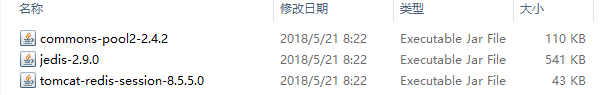 名称 修改日期 类型 大小
commons-pool2-2.4.2 2018/5/21 8:22 Executable Jar File 110 KB
jedis-2.9.0 2018/5/21 8:22 Executable Jar File 541 KB
tomcat-redis-session-8.5.5.0 2018/5/21 8:22 Executable Jar File 43 KB